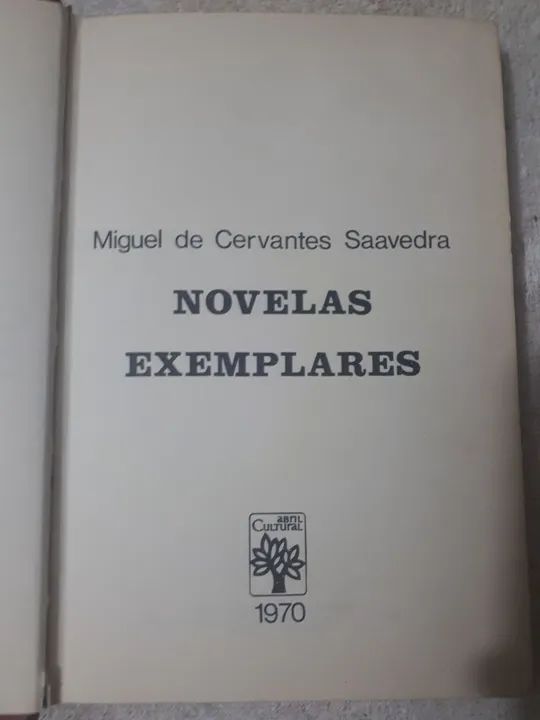 Miguel de Cervantes Saavedra
NOVELAS
EXEMPLARES
ABRIL
CULTURAL
1970